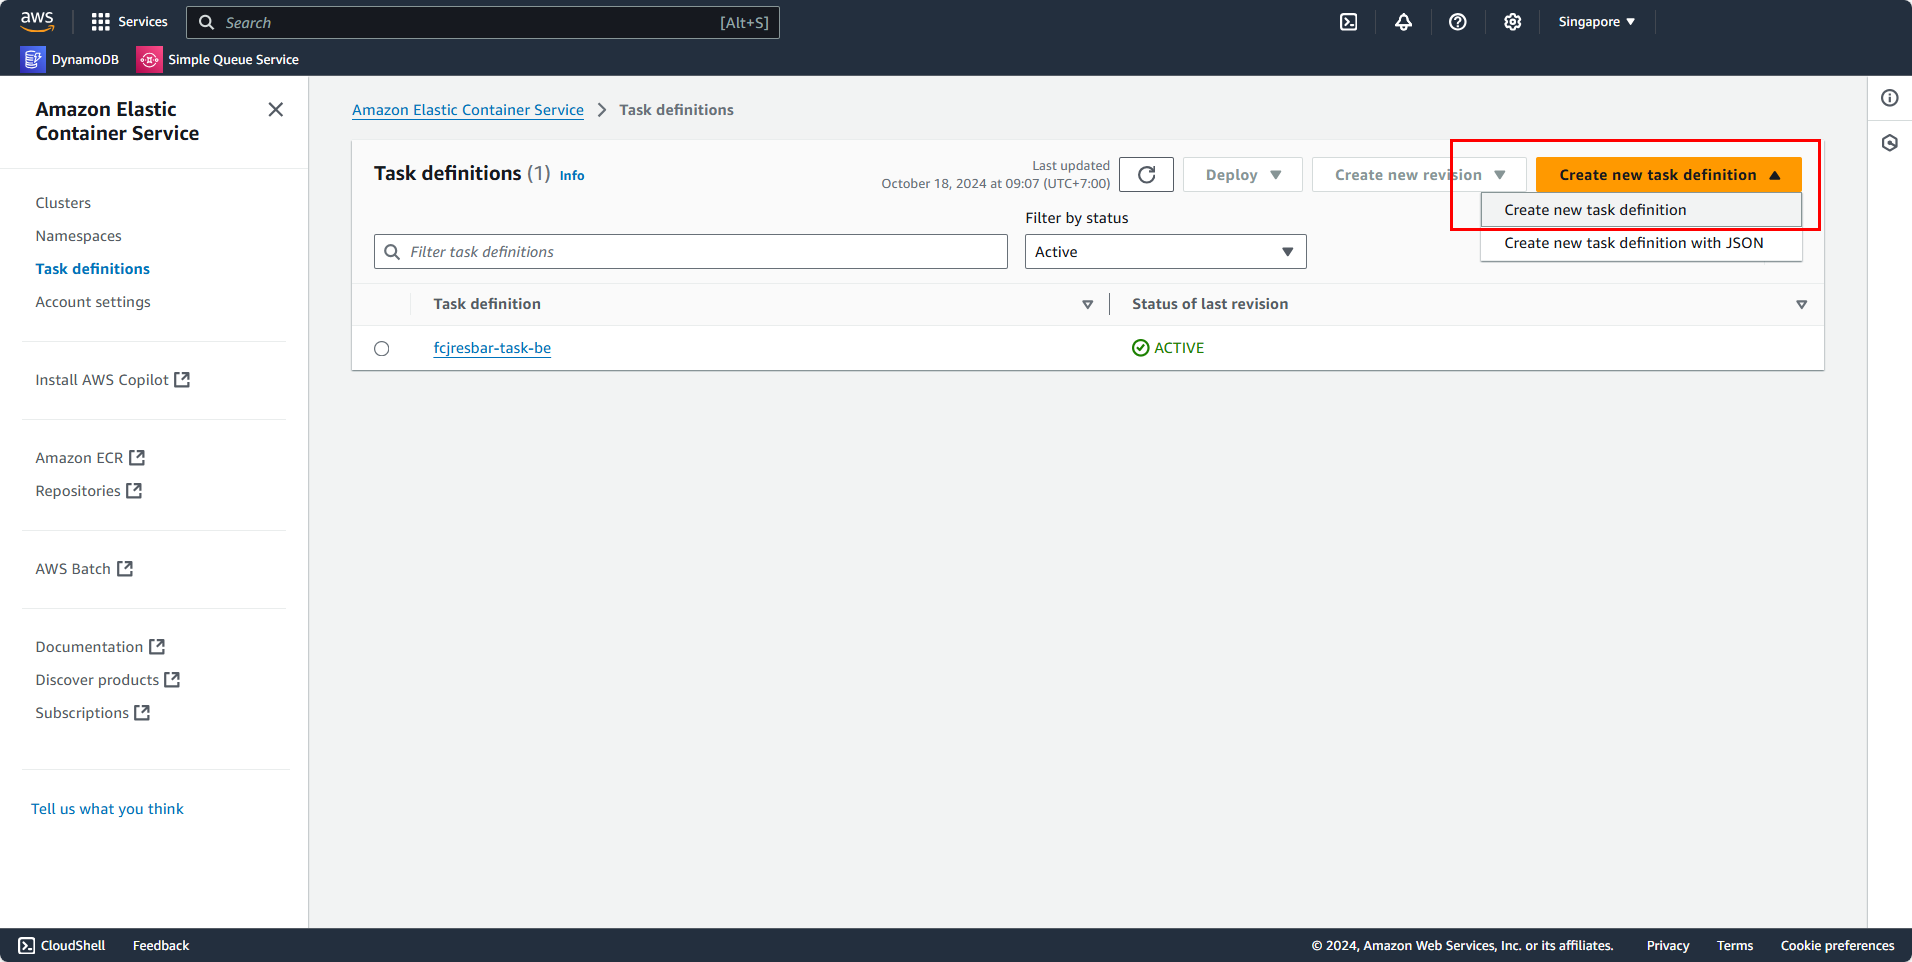 aws
Services
Search
[Alt+S]
Singapore
DynamoDB
Simple Queue Service
Amazon Elastic
Container Service
Clusters
Namespaces
Task definitions
Account settings
Install AWS Copilot
Amazon ECR
Repositories
AWS Batch
Documentation
Discover products
Subscriptions
Tell us what you think
Amazon Elastic Container Service
Task definitions
Task definitions (1) Info
Last updated
October 18, 2024 at 09:07 (UTC+7:00)
Deploy
Create new revision
Create new task definition
Create new task definition
Create new task definition with JSON
Filter task definitions
Filter by status
Active
Task definition
Status of last revision
fcjresbar-task-be
ACTIVE
CloudShell
Feedback
© 2024, Amazon Web Services, Inc. or its affiliates.
Privacy
Terms
Cookie preferences